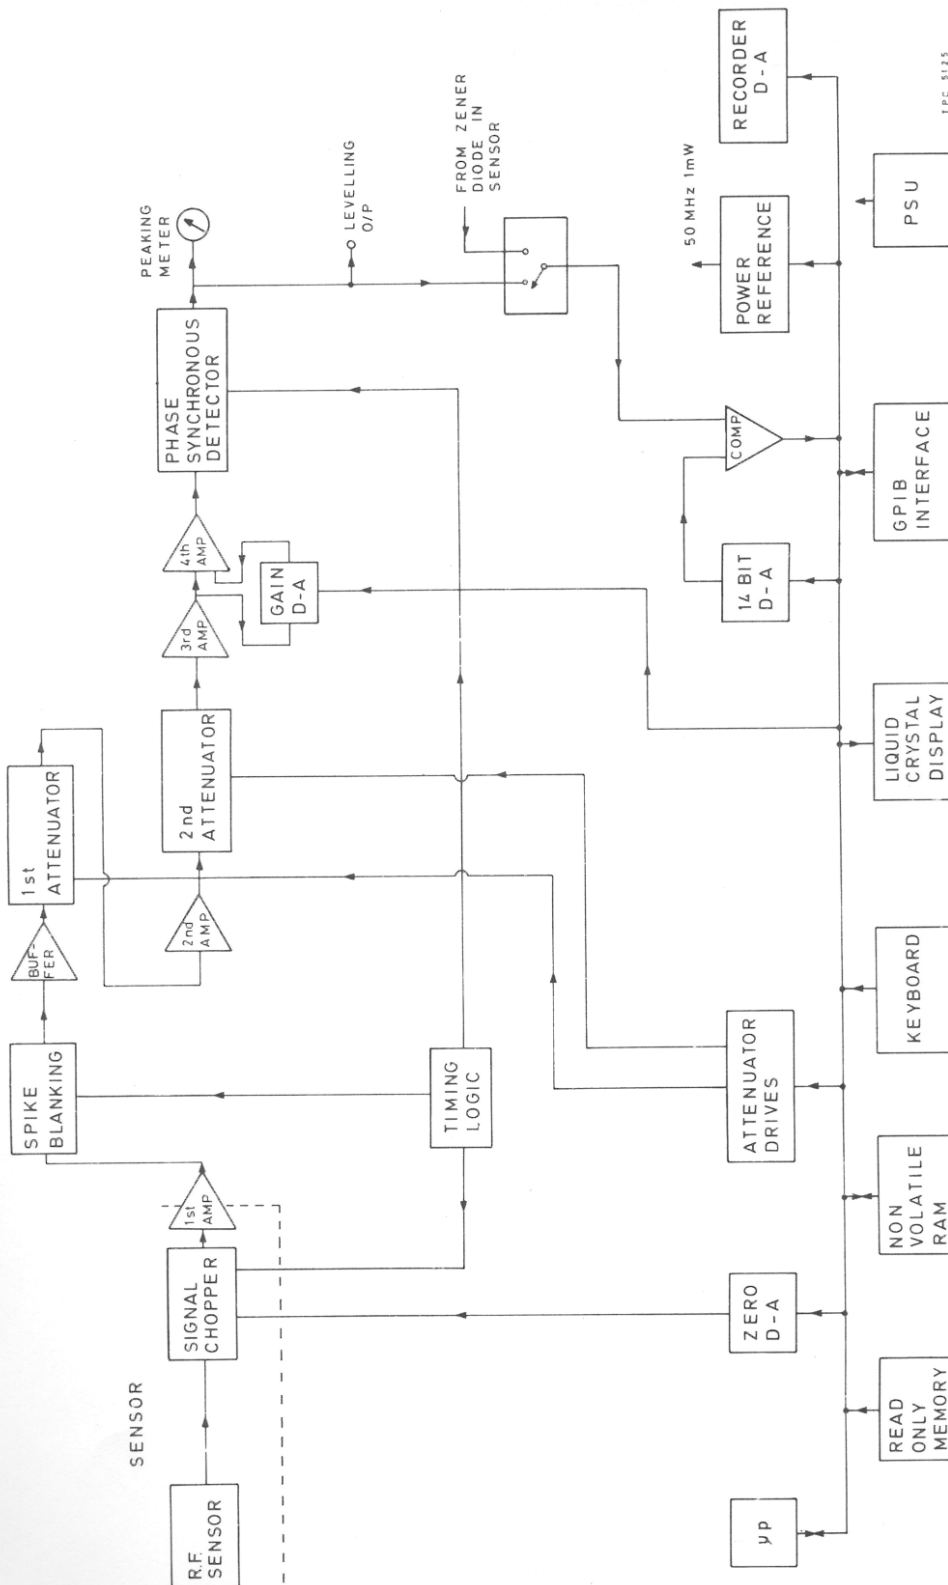 SENSOR
R.F.
SENSOR
SIGNAL
CHOPPER
1st
AMP
SPIKE
BLANKING
BUF-
FER
1st
ATTENUATOR
2nd
AMP
2nd
ATTENUATOR
3rd
AMP
4th
AMP
GAIN
D-A
PHASE
SYNCHRONOUS
DETECTOR
PEAKING
METER
LEVELLING
O/P
FROM ZENER
DIODE IN
SENSOR
TIMING
LOGIC
μP
ZERO
D-A
ATTENUATOR
DRIVES
14 BIT
D-A
COMP
50 MHz 1mW
POWER
REFERENCE
RECORDER
D-A
READ
ONLY
MEMORY
NON
VOLATILE
RAM
KEYBOARD
LIQUID
CRYSTAL
DISPLAY
GPIB
INTERFACE
PSU
TPC 5125